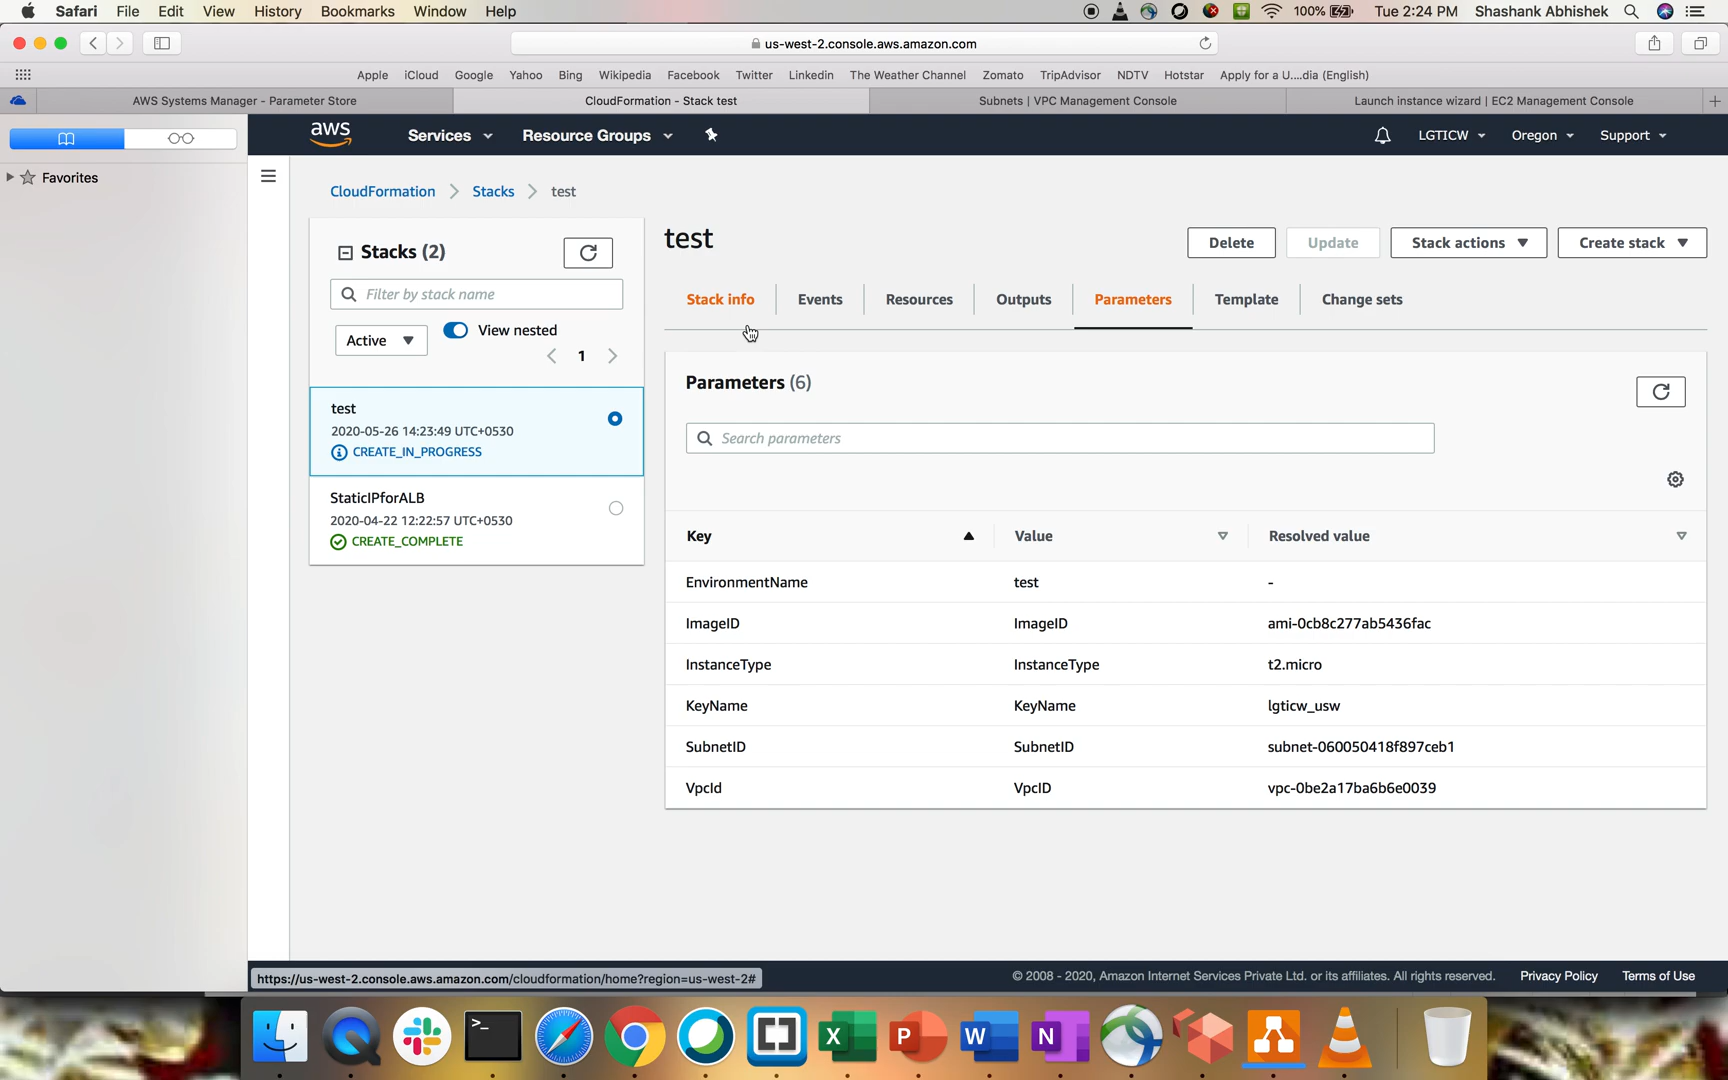 Safari File Edit View History Bookmarks Window Help 100% Tue 2:24 PM Shashank Abhishek
us-west-2.console.aws.amazon.com
Apple iCloud Google Yahoo Bing Wikipedia Facebook Twitter Linkedin The Weather Channel Zomato TripAdvisor NDTV Hotstar Apply for a U....dia (English)
AWS Systems Manager - Parameter Store CloudFormation - Stack test Subnets | VPC Management Console Launch instance wizard | EC2 Management Console
aws Services Resource Groups LGTICW Oregon Support
Favorites
CloudFormation Stacks test
Stacks (2)
Filter by stack name
Active View nested
1
test
2020-05-26 14:23:49 UTC+0530
CREATE_IN_PROGRESS
StaticIPforALB
2020-04-22 12:22:57 UTC+0530
CREATE_COMPLETE
test
Delete Update Stack actions Create stack
Stack info Events Resources Outputs Parameters Template Change sets
Parameters (6)
Search parameters
Key Value Resolved value
EnvironmentName test -
ImageID ImageID ami-0cb8c277ab5436fac
InstanceType InstanceType t2.micro
KeyName KeyName lgticw_usw
SubnetID SubnetID subnet-060050418f897ceb1
VpcId VpcID vpc-0be2a17ba6b6e0039
https://us-west-2.console.aws.amazon.com/cloudformation/home?region=us-west-2#
© 2008 - 2020, Amazon Internet Services Private Ltd. or its affiliates. All rights reserved. Privacy Policy Terms of Use
>_ X P W N